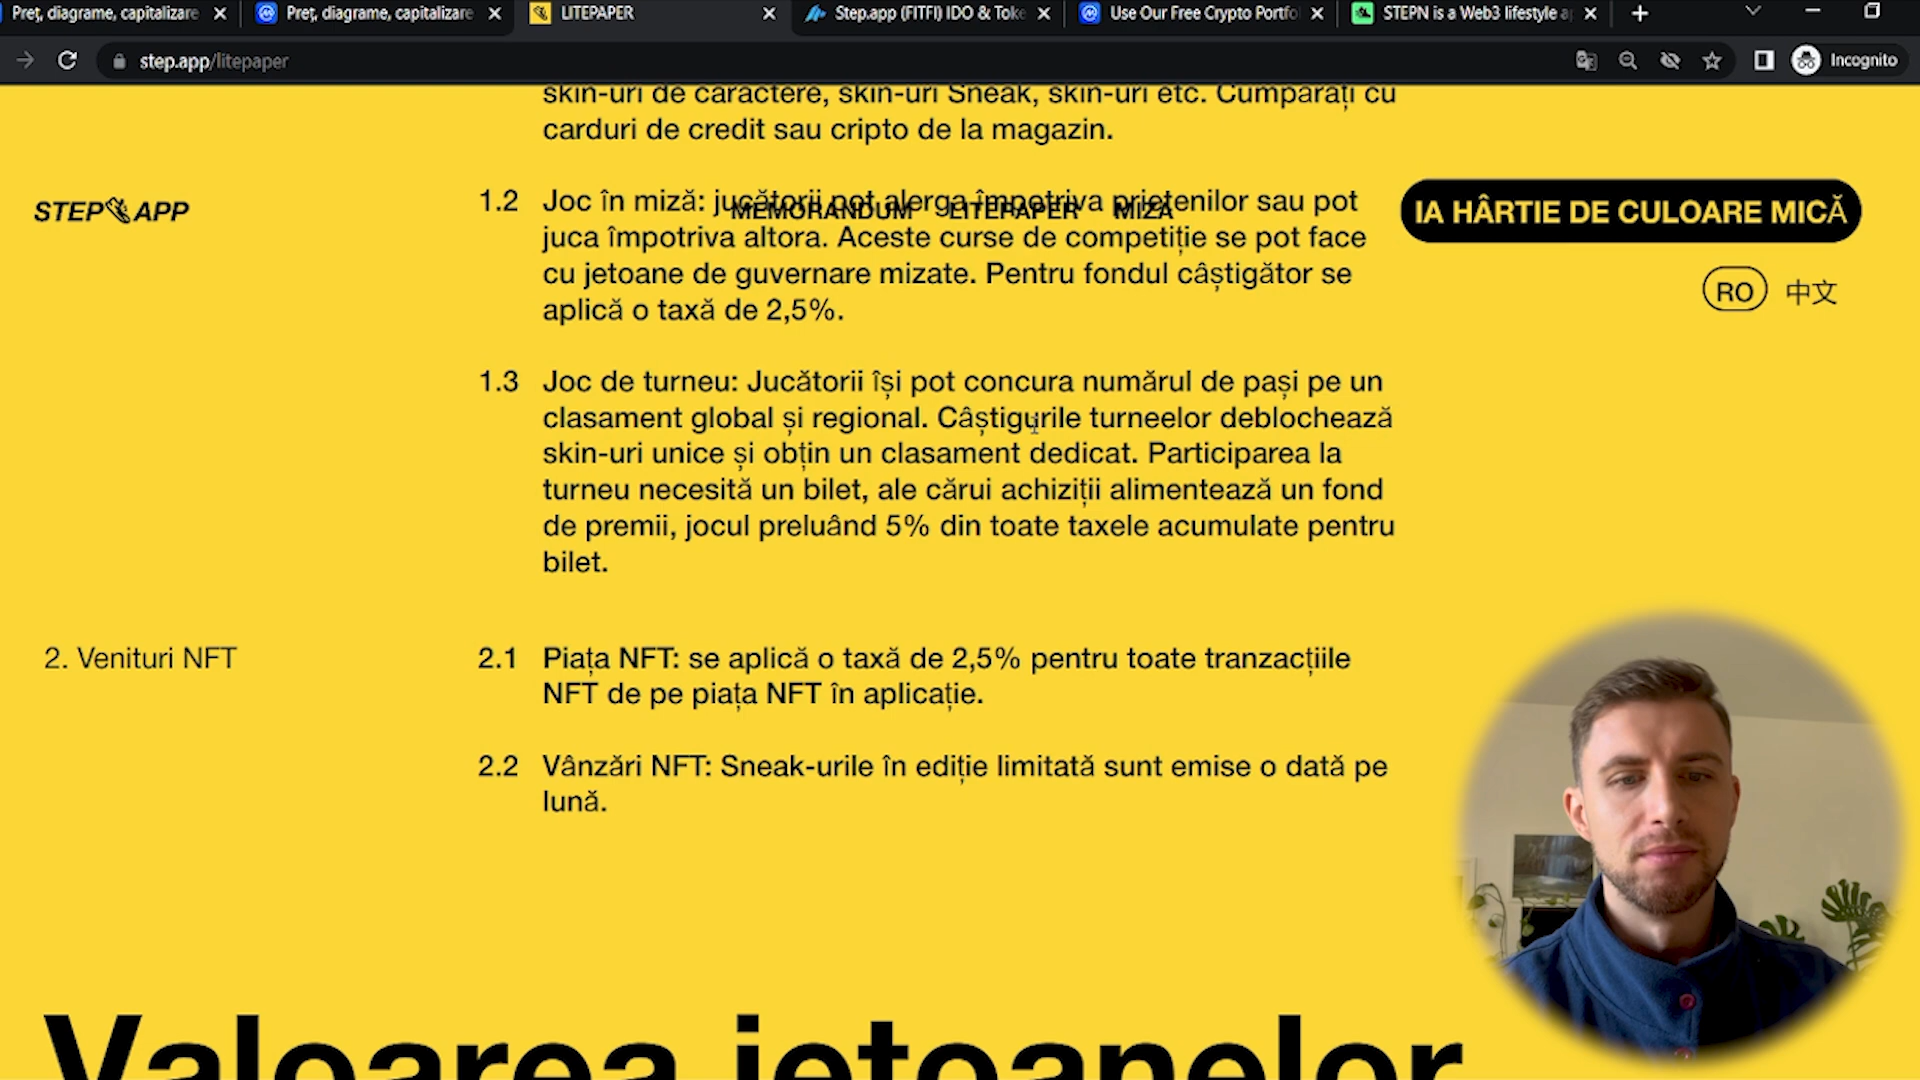 Preț, diagrame, capitalizare
Preț, diagrame, capitalizare
LITEPAPER
Step.app (FITFI) IDO & Toke
Use Our Free Crypto Portfo
STEPN is a Web3 lifestyle a
step.app/litepaper
Incognito
skin-uri de caractere, skin-uri Sneak, skin-uri etc. Cumpărați cu
carduri de credit sau cripto de la magazin.
STEP APP
MEMORANDUM LITEPAPER MIZA
IA HÂRTIE DE CULOARE MICĂ
RO 中文
1.2 Joc în miză: jucătorii pot alerga împotriva prietenilor sau pot
juca împotriva altora. Aceste curse de competiție se pot face
cu jetoane de guvernare mizate. Pentru fondul câștigător se
aplică o taxă de 2,5%.
1.3 Joc de turneu: Jucătorii își pot concura numărul de pași pe un
clasament global și regional. Câștigurile turneelor deblochează
skin-uri unice și obțin un clasament dedicat. Participarea la
turneu necesită un bilet, ale cărui achiziții alimentează un fond
de premii, jocul preluând 5% din toate taxele acumulate pentru
bilet.
2. Venituri NFT
2.1 Piața NFT: se aplică o taxă de 2,5% pentru toate tranzacțiile
NFT de pe piața NFT în aplicație.
2.2 Vânzări NFT: Sneak-urile în ediție limitată sunt emise o dată pe
lună.
Valoarea jetoanelor